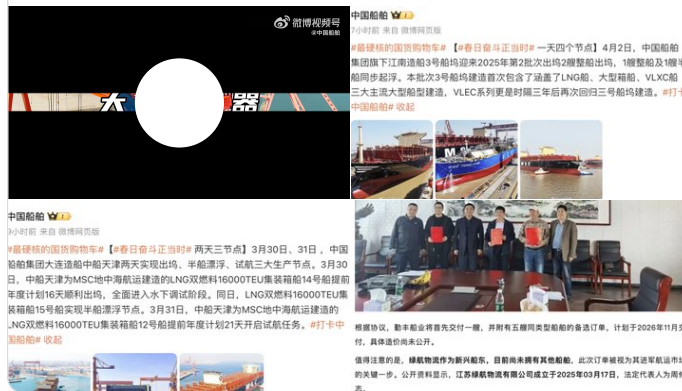 微博视频号
@中国船舶
大 器
中国船舶
7小时前 来自 微博网页版
#最硬核的国货购物车# 【#春日奋斗正当时# 一天四个节点】4月2日，中国船舶
集团旗下江南造船3号船坞迎来2025年第2批次出坞2艘整船出坞，1艘整船及1艘半
船同步起浮。本批次3号船坞建造首次包含了涵盖了LNG船、大型箱船、VLXC船
三大主流大型船型建造，VLEC系列更是时隔三年后再次回归三号船坞建造。#打卡
中国船舶# 收起
中国船舶
9小时前 来自 微博网页版
#最硬核的国货购物车#【#春日奋斗正当时# 两天三节点】3月30日、31日，中国
船舶集团大连造船中船天津两天实现出坞、半船漂浮、试航三大生产节点。3月30
日，中船天津为MSC地中海航运建造的LNG双燃料16000TEU集装箱船14号船提前
年度计划16天顺利出坞，全面进入水下调试阶段。同日，LNG双燃料16000TEU集
装箱船15号船实现半船漂浮节点。3月31日，中船天津为MSC地中海航运建造的
LNG双燃料16000TEU集装箱船12号船提前年度计划21天开启试航任务。#打卡中
国船舶# 收起
根据协议，勤丰船业将首先交付一艘，并附有五艘同类型船舶的备选订单，计划于2026年11月交
付，具体造价尚未公开。
值得注意的是，绿航物流作为新兴船东，目前尚未拥有其他船舶，此次订单被视为其进军航运市场
的关键一步。公开资料显示，江苏绿航物流有限公司成立于2025年03月17日，法定代表人为周
志。